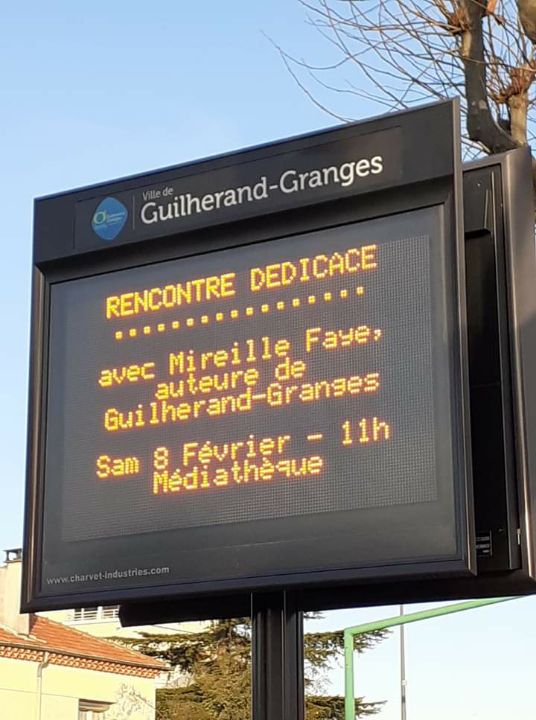 Ville de
Guilherand-Granges
RENCONTRE DEDICACE
avec Mireille Faye,
auteure de
Guilherand-Granges
Sam 8 Février - 11h
Médiathèque
www.charvet-industries.com